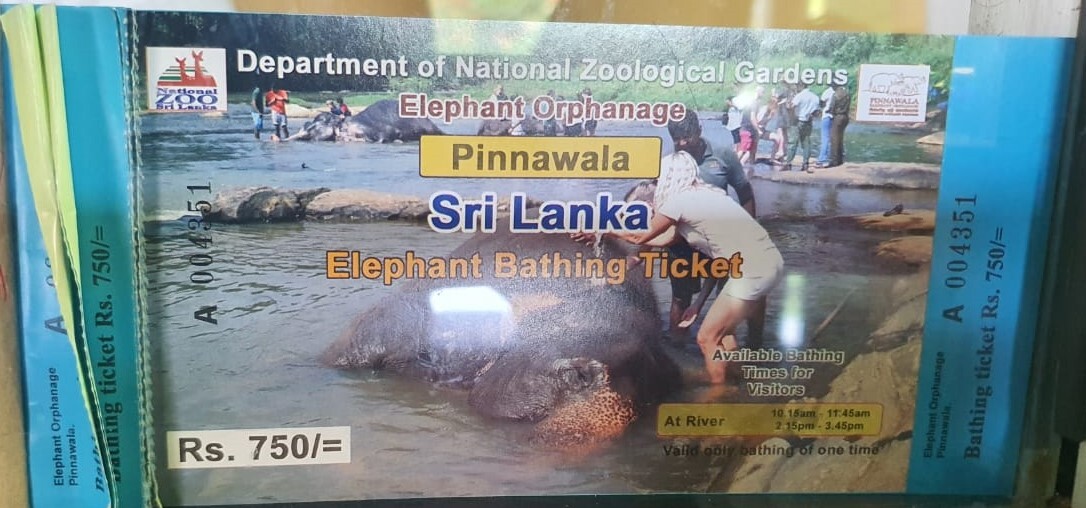 Department of National Zoological Gardens
National
ZOO
Sri Lanka
PINNAWALA
Elephant Orphanage
Pinnawala
Sri Lanka
Elephant Bathing Ticket
A 004351
Available Bathing
Times for
Visitors
At River
10.15am - 11:45am
2.15pm - 3.45pm
Valid only bathing of one time
Rs. 750/=
Elephant Orphanage
Pinnawala.
A
Bathing ticket Rs. 750/=
Elephant Orphanage
Pinnawala.
A 004351
Bathing ticket Rs. 750/=